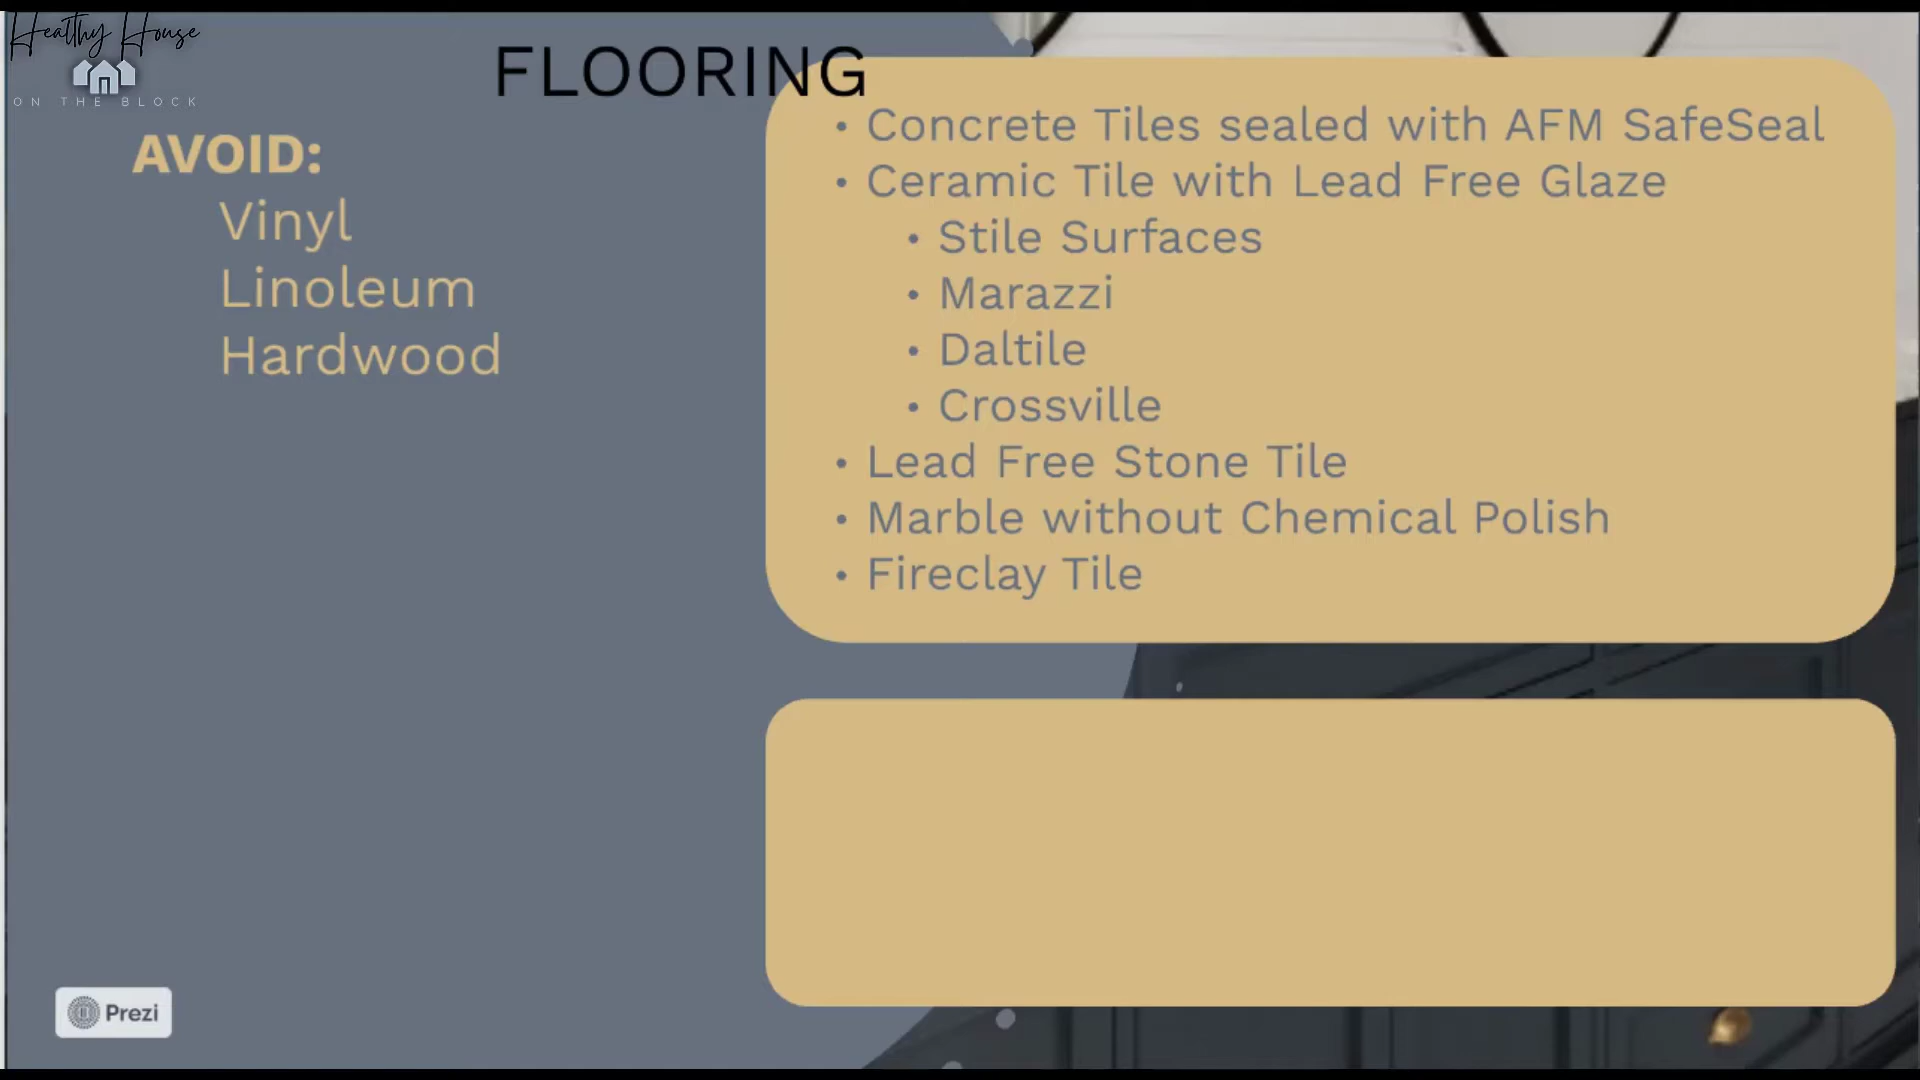 Healthy House
ON THE BLOCK
FLOORING
AVOID:
Vinyl
Linoleum
Hardwood
• Concrete Tiles sealed with AFM SafeSeal
• Ceramic Tile with Lead Free Glaze
• Stile Surfaces
• Marazzi
• Daltile
• Crossville
• Lead Free Stone Tile
• Marble without Chemical Polish
• Fireclay Tile
Prezi